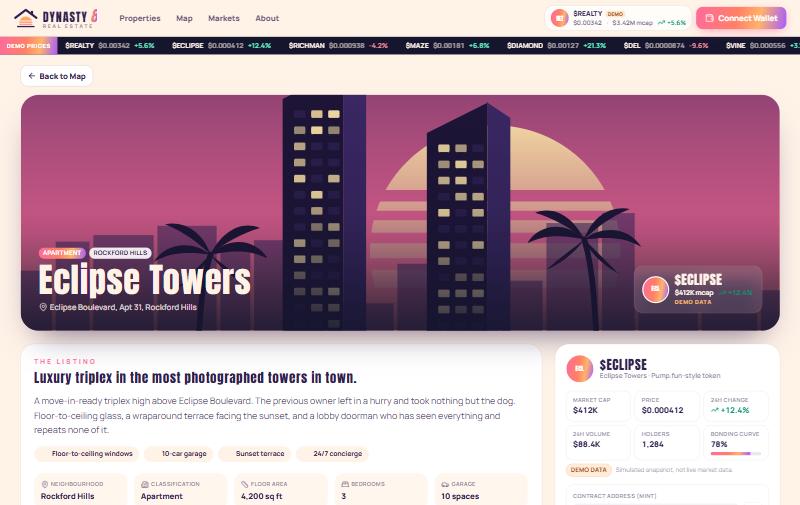 DYNASTY 8
REAL ESTATE
Properties
Map
Markets
About
$REALTY DEMO
$0.00342 · $3.42M mcap +5.6%
Connect Wallet
DEMO PRICES
$REALTY $0.00342 +5.6%
$ECLIPSE $0.000412 +12.4%
$RICHMAN $0.000938 -4.2%
$MAZE $0.00181 +6.8%
$DIAMOND $0.00127 +21.3%
$DEL $0.0000874 -9.6%
$VINE $0.000556 +3.
← Back to Map
APARTMENT
ROCKFORD HILLS
Eclipse Towers
Eclipse Boulevard, Apt 31, Rockford Hills
$ECLIPSE
$412K mcap +12.4%
DEMO DATA
THE LISTING
Luxury triplex in the most photographed towers in town.
A move-in-ready triplex high above Eclipse Boulevard. The previous owner left in a hurry and took nothing but the dog.
Floor-to-ceiling glass, a wraparound terrace facing the sunset, and a lobby doorman who has seen everything and
repeats none of it.
Floor-to-ceiling windows
10-car garage
Sunset terrace
24/7 concierge
NEIGHBOURHOOD
Rockford Hills
CLASSIFICATION
Apartment
FLOOR AREA
4,200 sq ft
BEDROOMS
3
GARAGE
10 spaces
$ECLIPSE
Eclipse Towers · Pump.fun-style token
MARKET CAP
$412K
PRICE
$0.000412
24H CHANGE
+12.4%
24H VOLUME
$88.4K
HOLDERS
1,284
BONDING CURVE
78%
DEMO DATA
Simulated snapshot, not live market data.
CONTRACT ADDRESS (MINT)